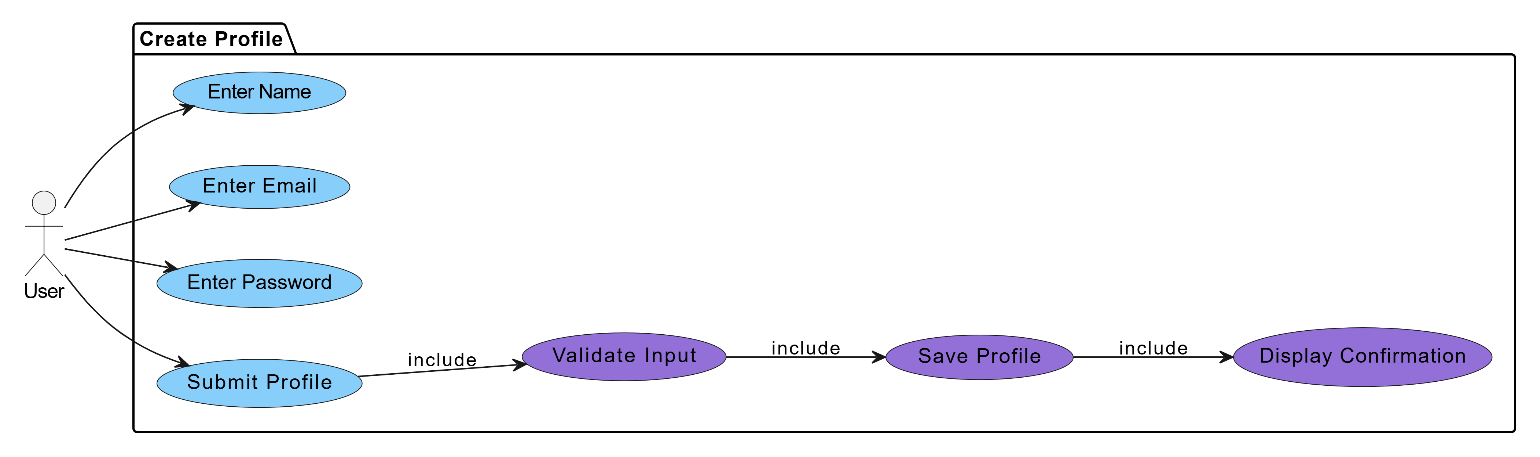 Create Profile
Enter Name
Enter Email
Enter Password
User
Submit Profile
include
Validate Input
include
Save Profile
include
Display Confirmation